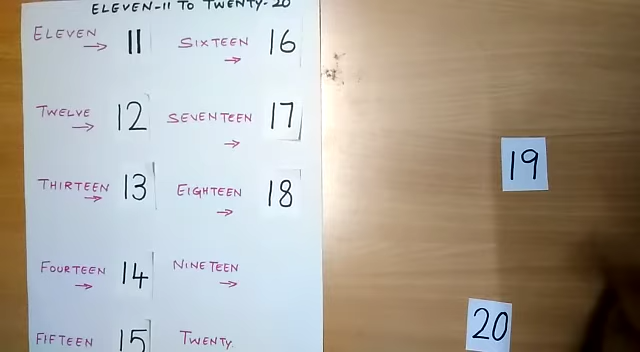 ELEVEN-11 TO TWENTY-20
ELEVEN → 11 SIXTEEN → 16
TWELVE → 12 SEVENTEEN → 17
THIRTEEN → 13 EIGHTEEN → 18
FOURTEEN → 14 NINETEEN →
FIFTEEN 15 TWENTY
19
20